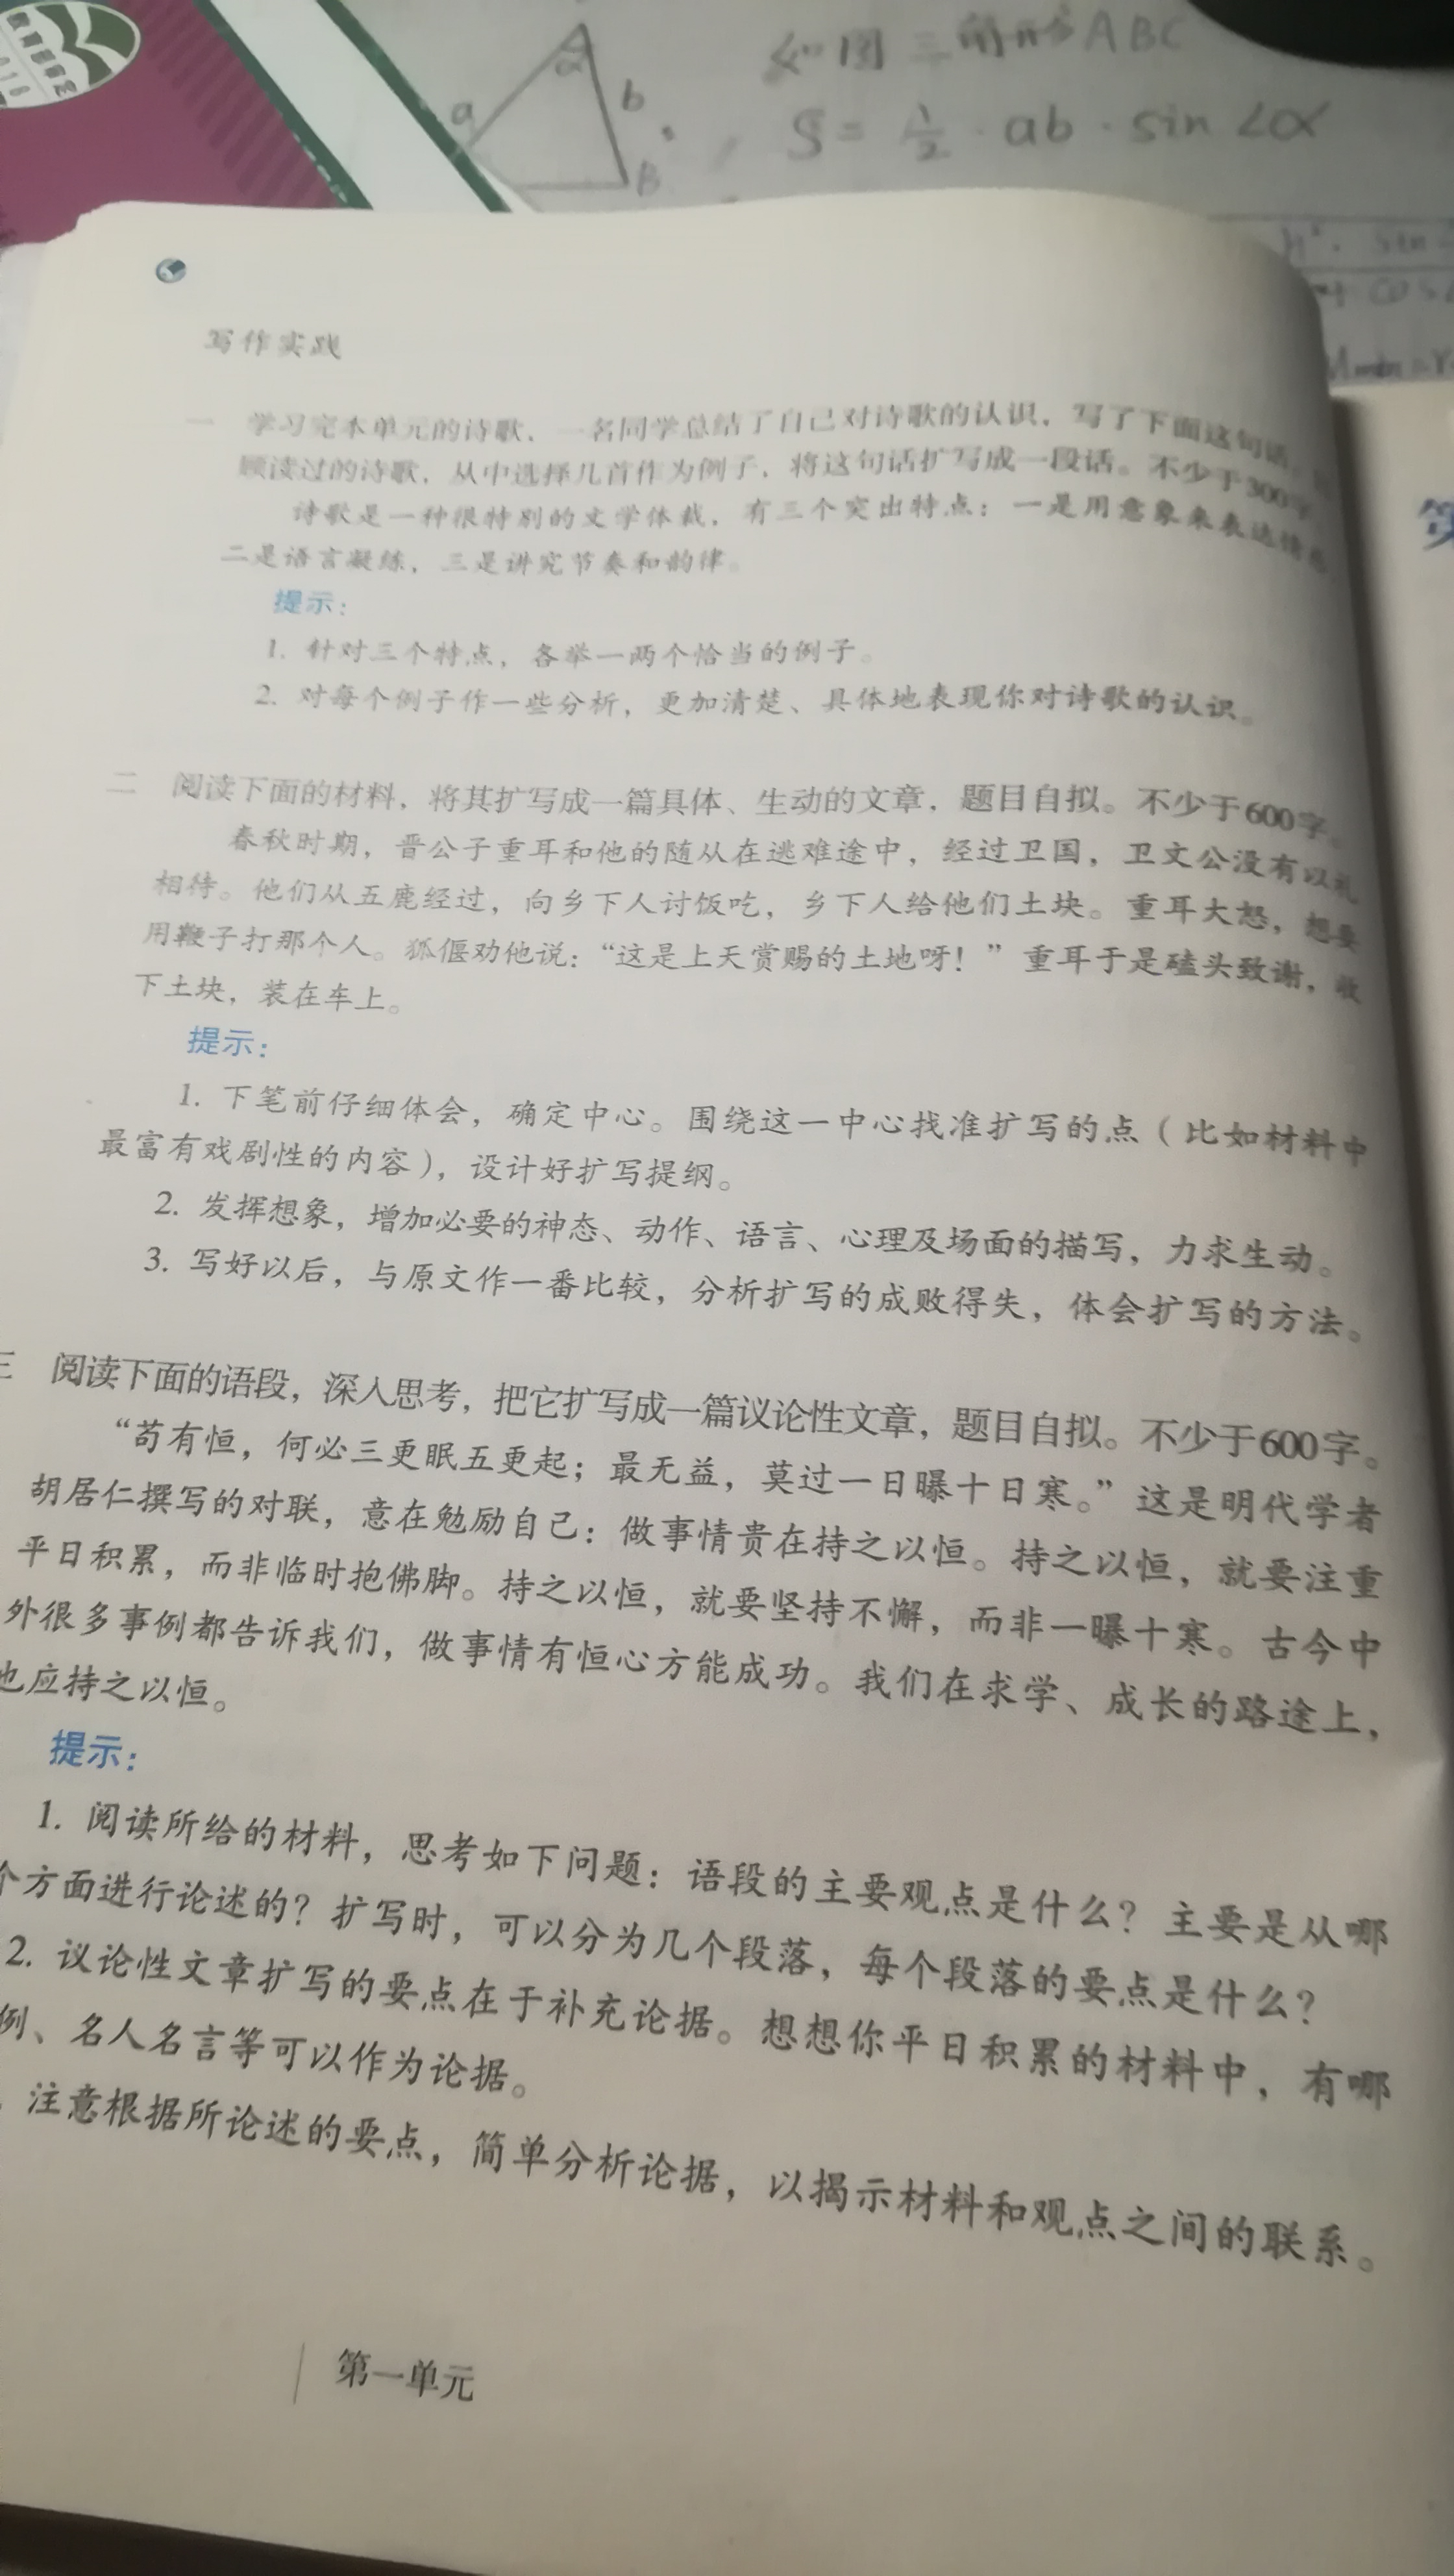 如图 三角形 ABC
α
a
b
B
S = 1/2 · ab · sin ∠α
写作实践
一 学习完本单元的诗歌，一名同学总结了自己对诗歌的认识，写了下面这句话。
顾读过的诗歌，从中选择几首作为例子，将这句话扩写成一段话。不少于300字。
诗歌是一种很特别的文学体裁，有三个突出特点：一是用意象来表达情感，
二是语言凝练，三是讲究节奏和韵律。
提示：
1. 针对三个特点，各举一两个恰当的例子。
2. 对每个例子作一些分析，更加清楚、具体地表现你对诗歌的认识。
二 阅读下面的材料，将其扩写成一篇具体、生动的文章，题目自拟。不少于600字。
春秋时期，晋公子重耳和他的随从在逃难途中，经过卫国，卫文公没有以礼
相待。他们从五鹿经过，向乡下人讨饭吃，乡下人给他们土块。重耳大怒，想要
用鞭子打那个人。狐偃劝他说：“这是上天赏赐的土地呀！”重耳于是磕头致谢，收
下土块，装在车上。
提示：
1. 下笔前仔细体会，确定中心。围绕这一中心找准扩写的点（比如材料中
最富有戏剧性的内容），设计好扩写提纲。
2. 发挥想象，增加必要的神态、动作、语言、心理及场面的描写，力求生动。
3. 写好以后，与原文作一番比较，分析扩写的成败得失，体会扩写的方法。
三 阅读下面的语段，深入思考，把它扩写成一篇议论性文章，题目自拟。不少于600字。
“苟有恒，何必三更眠五更起；最无益，莫过一日曝十日寒。”这是明代学者
胡居仁撰写的对联，意在勉励自己：做事情贵在持之以恒。持之以恒，就要注重
平日积累，而非临时抱佛脚。持之以恒，就要坚持不懈，而非一曝十寒。古今中
外很多事例都告诉我们，做事情有恒心方能成功。我们在求学、成长的路途上，
也应持之以恒。
提示：
1. 阅读所给的材料，思考如下问题：语段的主要观点是什么？主要是从哪
个方面进行论述的？扩写时，可以分为几个段落，每个段落的要点是什么？
2. 议论性文章扩写的要点在于补充论据。想想你平日积累的材料中，有哪
例、名人名言等可以作为论据。
注意根据所论述的要点，简单分析论据，以揭示材料和观点之间的联系。
第一单元